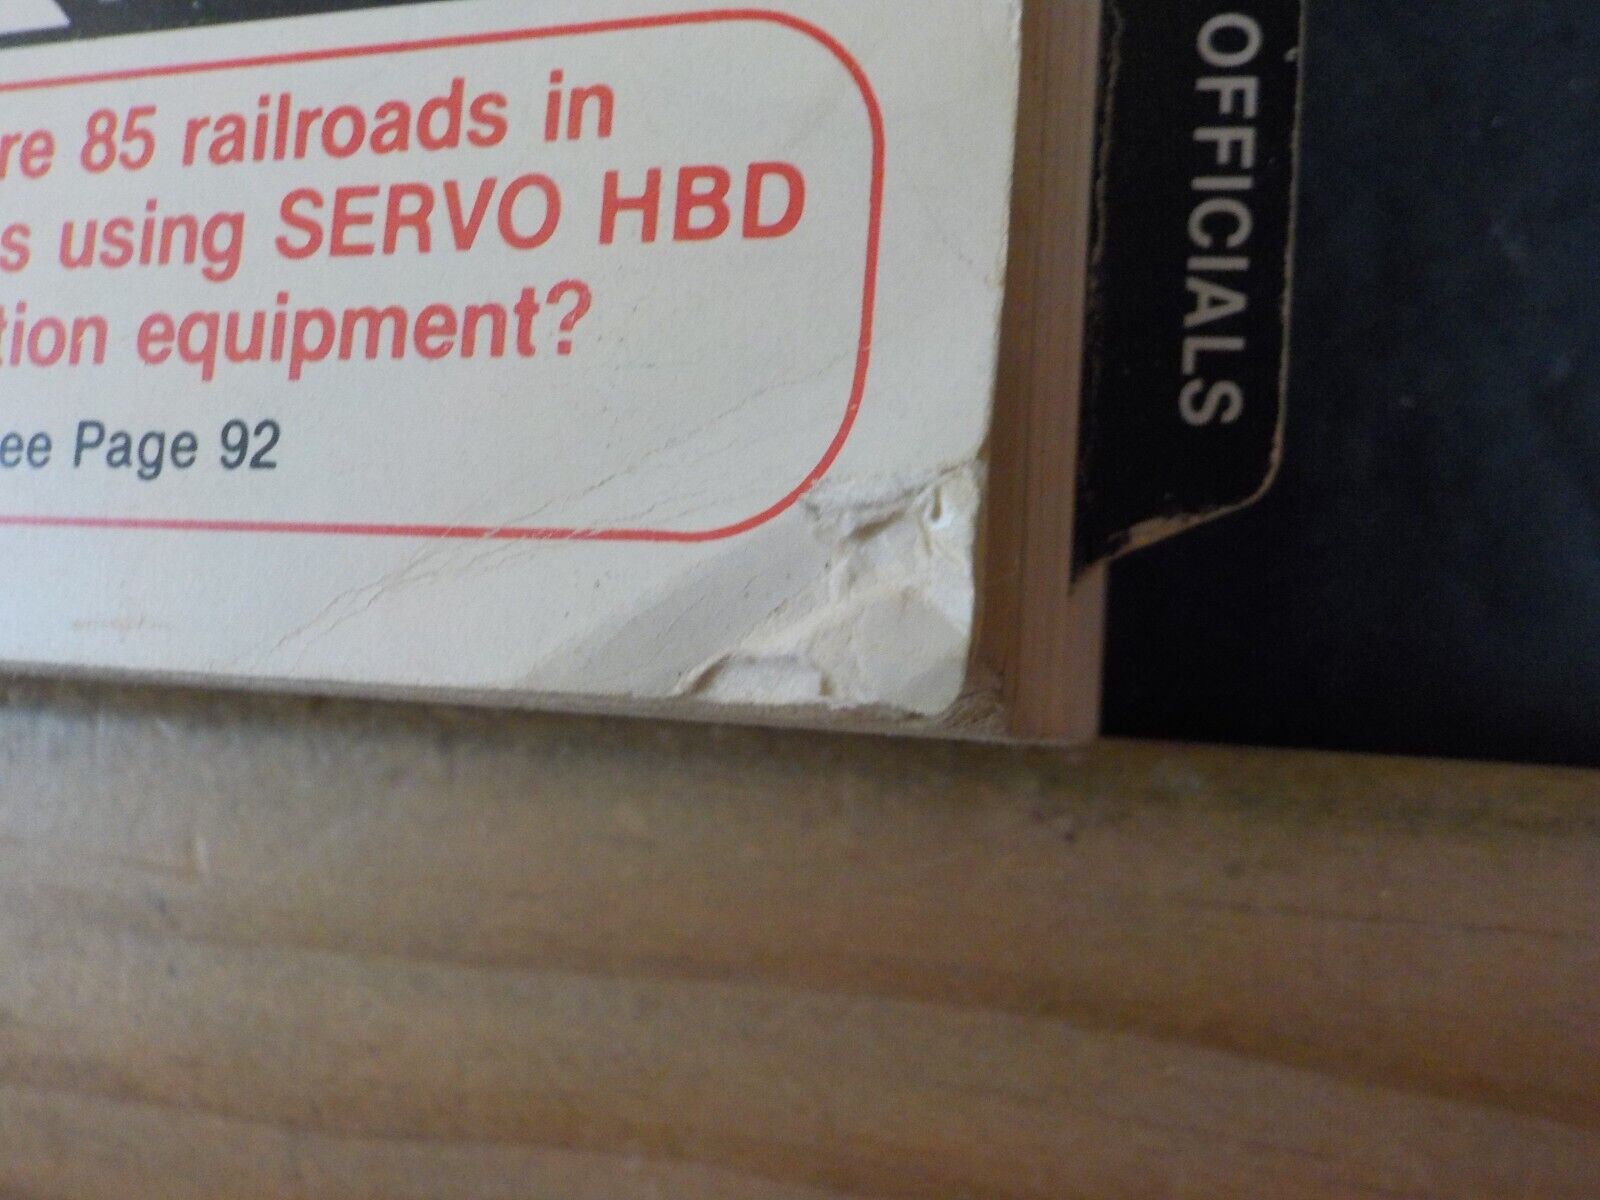 re 85 railroads in
s using SERVO HBD
tion equipment?
ee Page 92
OFFICIALS